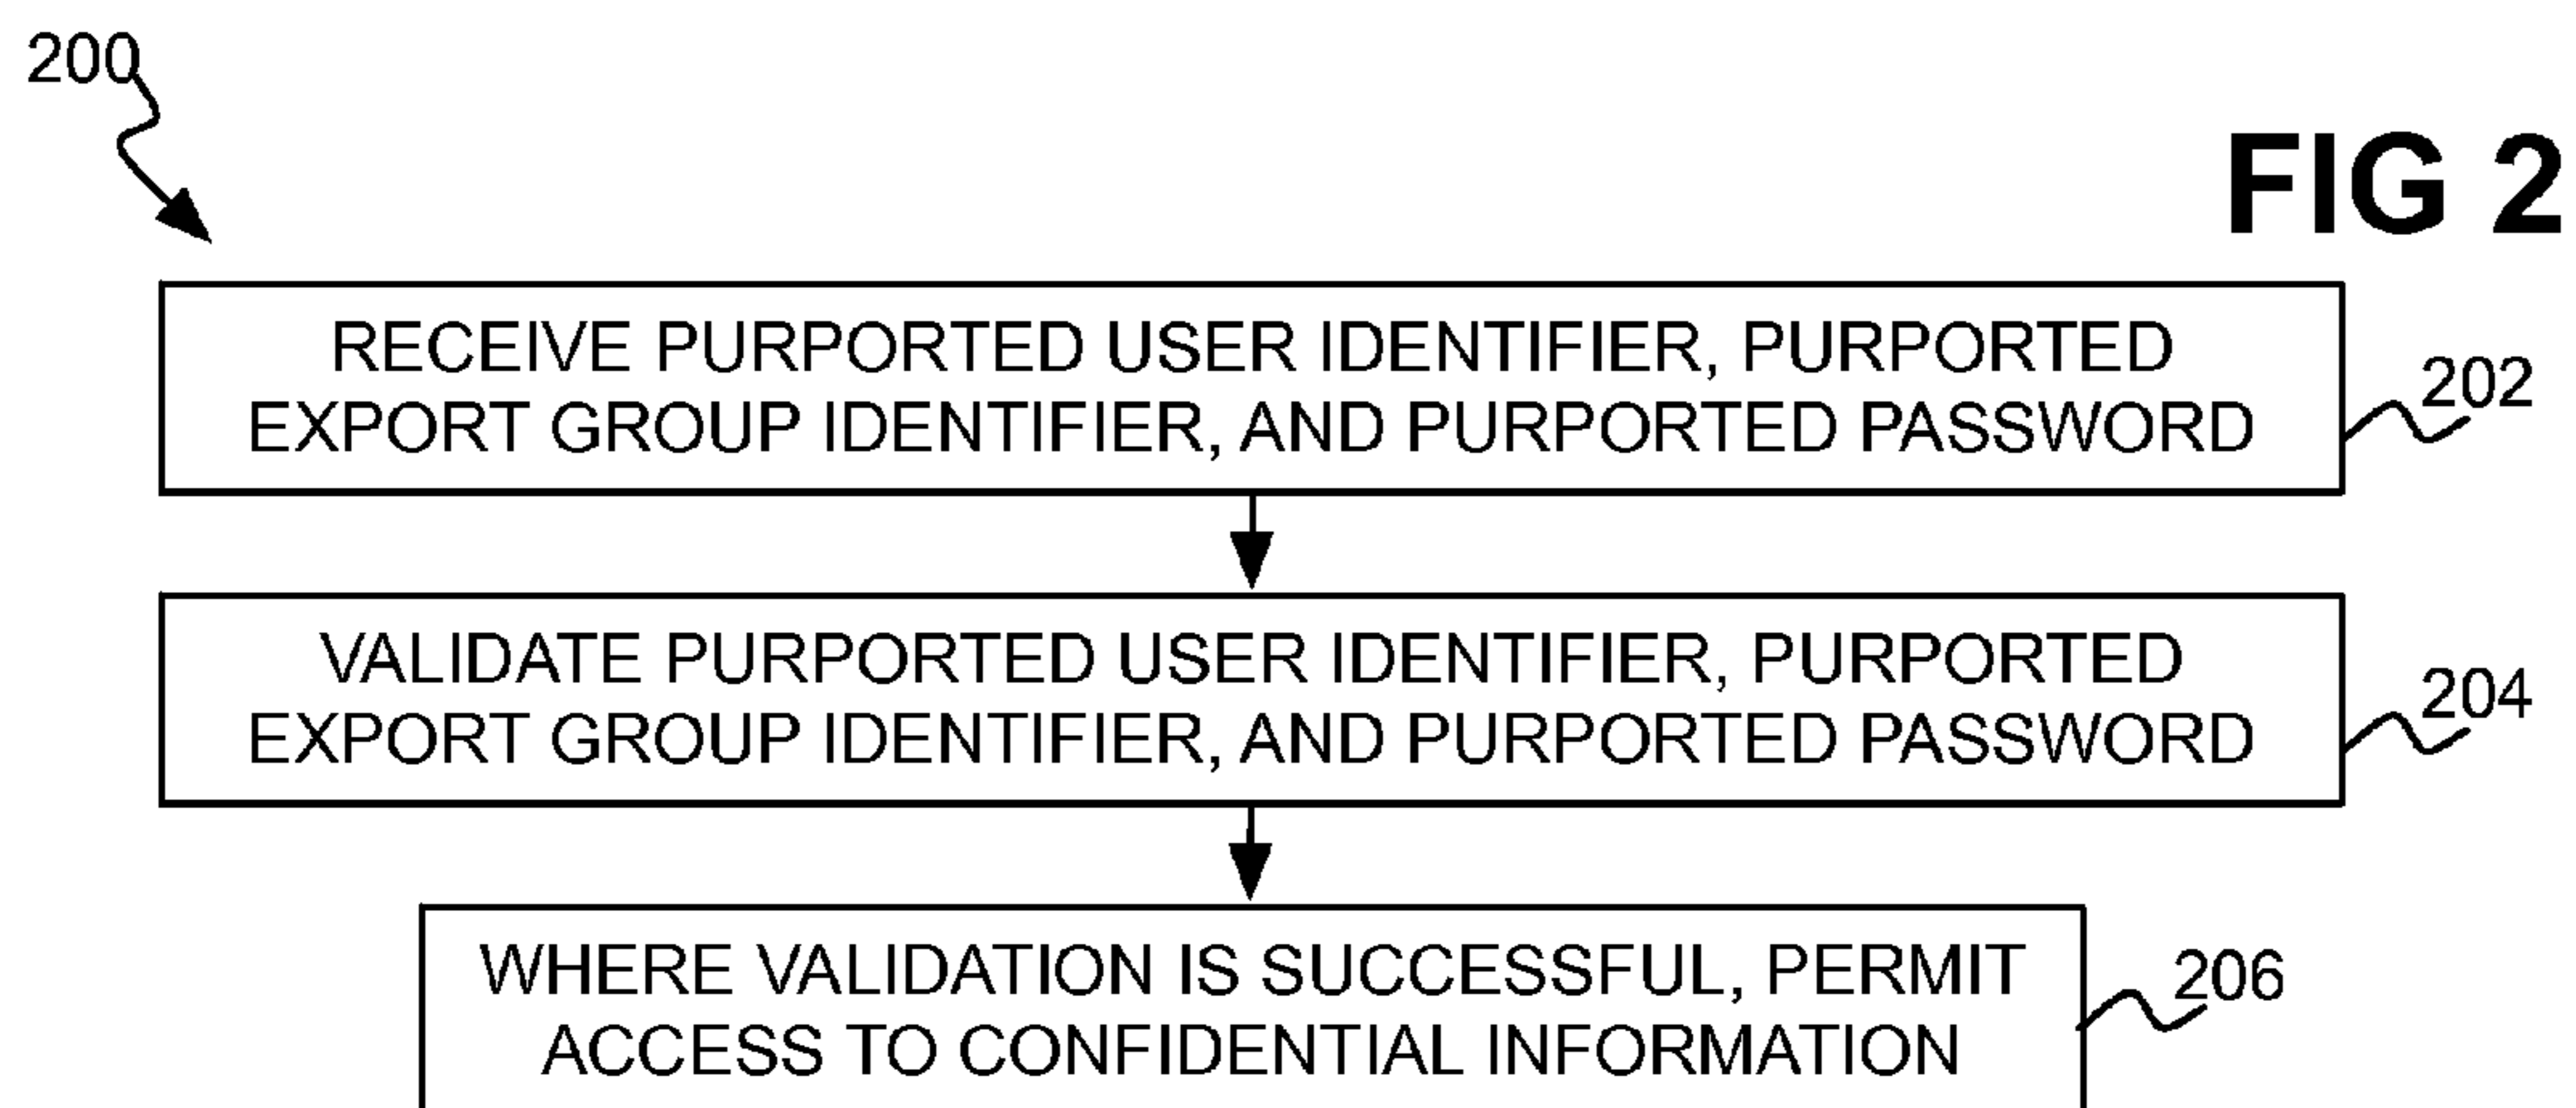 200
FIG 2
RECEIVE PURPORTED USER IDENTIFIER, PURPORTED
EXPORT GROUP IDENTIFIER, AND PURPORTED PASSWORD
202
VALIDATE PURPORTED USER IDENTIFIER, PURPORTED
EXPORT GROUP IDENTIFIER, AND PURPORTED PASSWORD
204
WHERE VALIDATION IS SUCCESSFUL, PERMIT
ACCESS TO CONFIDENTIAL INFORMATION
206